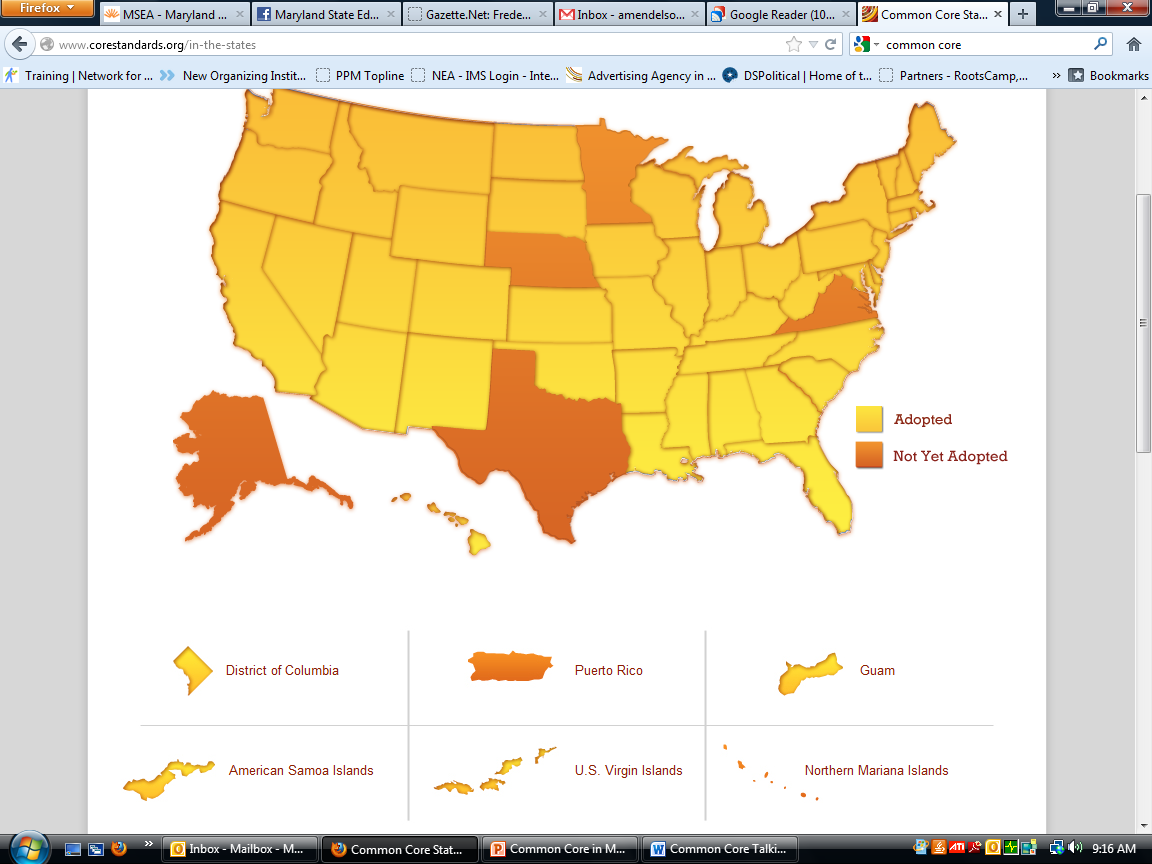 Firefox
MSEA - Maryland ...
Facebook Maryland State Ed...
Gazette.Net: Frede...
Inbox - amendelso...
Google Reader (10...
Common Core Sta...
www.corestandards.org/in-the-states
common core
Training | Network for ...
New Organizing Instit...
PPM Topline
NEA - IMS Login - Inte...
Advertising Agency in ...
DSPolitical | Home of t...
Partners - RootsCamp,...
Bookmarks
Adopted
Not Yet Adopted
District of Columbia
Puerto Rico
Guam
American Samoa Islands
U.S. Virgin Islands
Northern Mariana Islands
Inbox - Mailbox - M...
Common Core Stat...
Common Core in M...
Common Core Talki...
9:16 AM